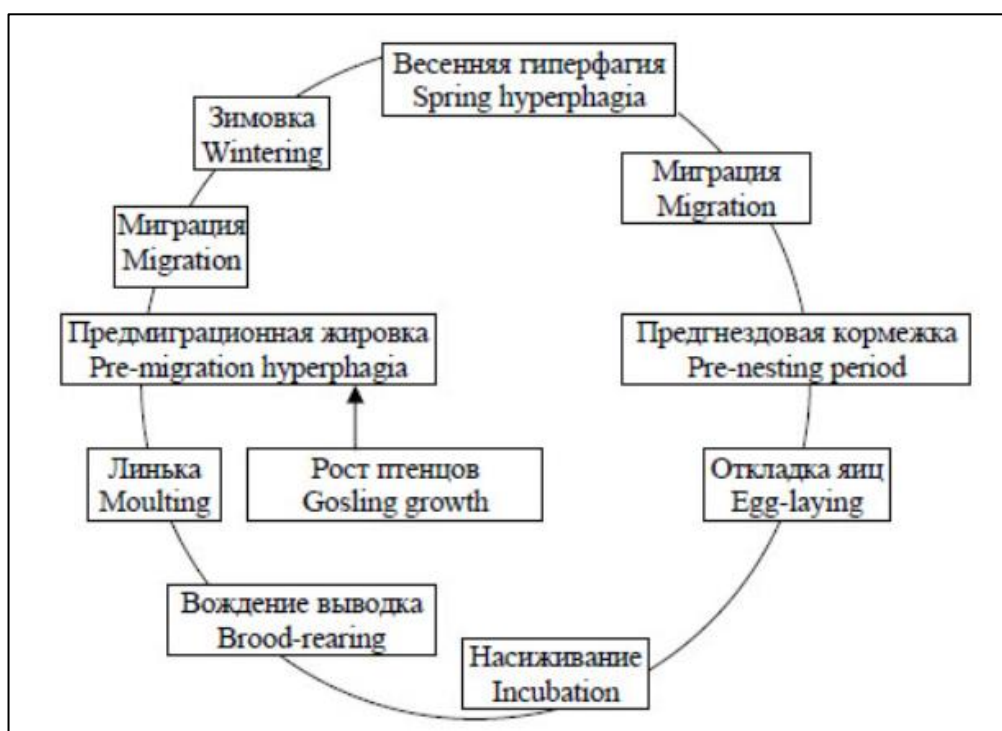 Весенняя гиперфагия
Spring hyperphagia
Зимовка
Wintering
Миграция
Migration
Миграция
Migration
Предмиграционная жировка
Pre-migration hyperphagia
Предгнездовая кормежка
Pre-nesting period
Линька
Moulting
Рост птенцов
Gosling growth
Откладка яиц
Egg-laying
Вождение выводка
Brood-rearing
Насиживание
Incubation